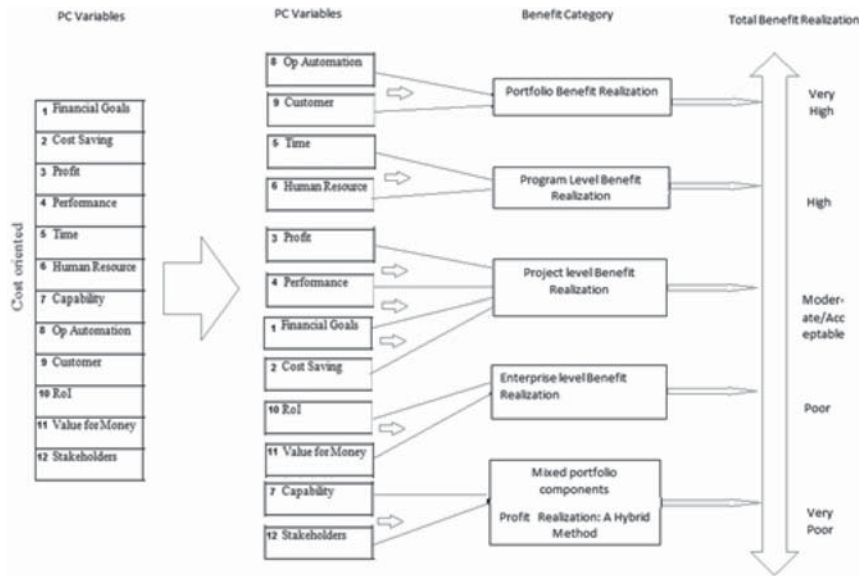 PC Variables
PC Variables
Benefit Category
Total Benefit Realization
Cost oriented
1 Financial Goals
2 Cost Saving
3 Profit
4 Performance
5 Time
6 Human Resource
7 Capability
8 Op Automation
9 Customer
10 RoI
11 Value for Money
12 Stakeholders
8 Op Automation
9 Customer
5 Time
6 Human Resource
3 Profit
4 Performance
1 Financial Goals
2 Cost Saving
10 RoI
11 Value for Money
7 Capability
12 Stakeholders
Portfolio Benefit Realization
Program Level Benefit
Realization
Project level Benefit
Realization
Enterprise level Benefit
Realization
Mixed portfolio
components
Profit Realization: A Hybrid
Method
Very
High
High
Moder-
ate/Acc
eptable
Poor
Very
Poor